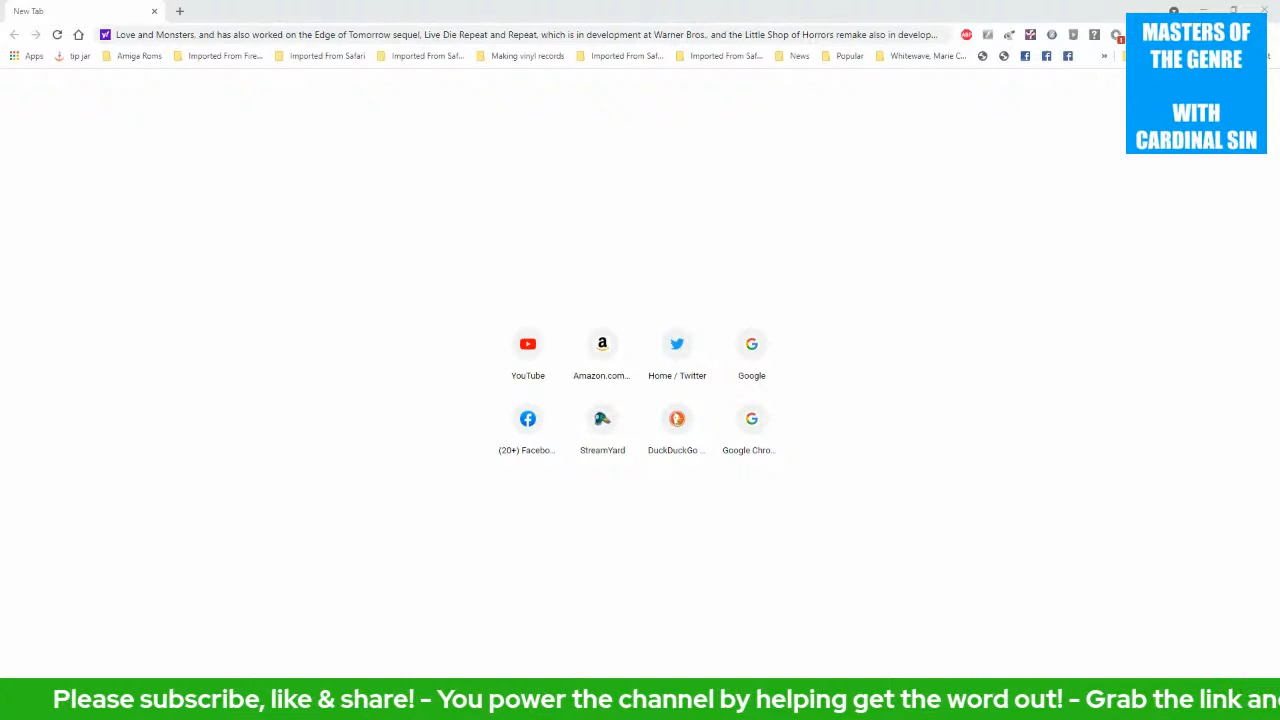 New Tab
Love and Monsters, and has also worked on the Edge of Tomorrow sequel, Live Die Repeat and Repeat, which is in development at Warner Bros., and the Little Shop of Horrors remake also in develop...
Apps
tip jar
Amiga Roms
Imported From Fire...
Imported From Safari
Imported From Saf...
Making vinyl records
Imported From Saf...
Imported From Saf...
News
Popular
Whitewave, Marie C...
»
MASTERS OF
THE GENRE
WITH
CARDINAL SIN
YouTube
Amazon.com...
Home / Twitter
Google
(20+) Facebo...
StreamYard
DuckDuckGo ...
Google Chro...
Please subscribe, like & share! - You power the channel by helping get the word out! - Grab the link an